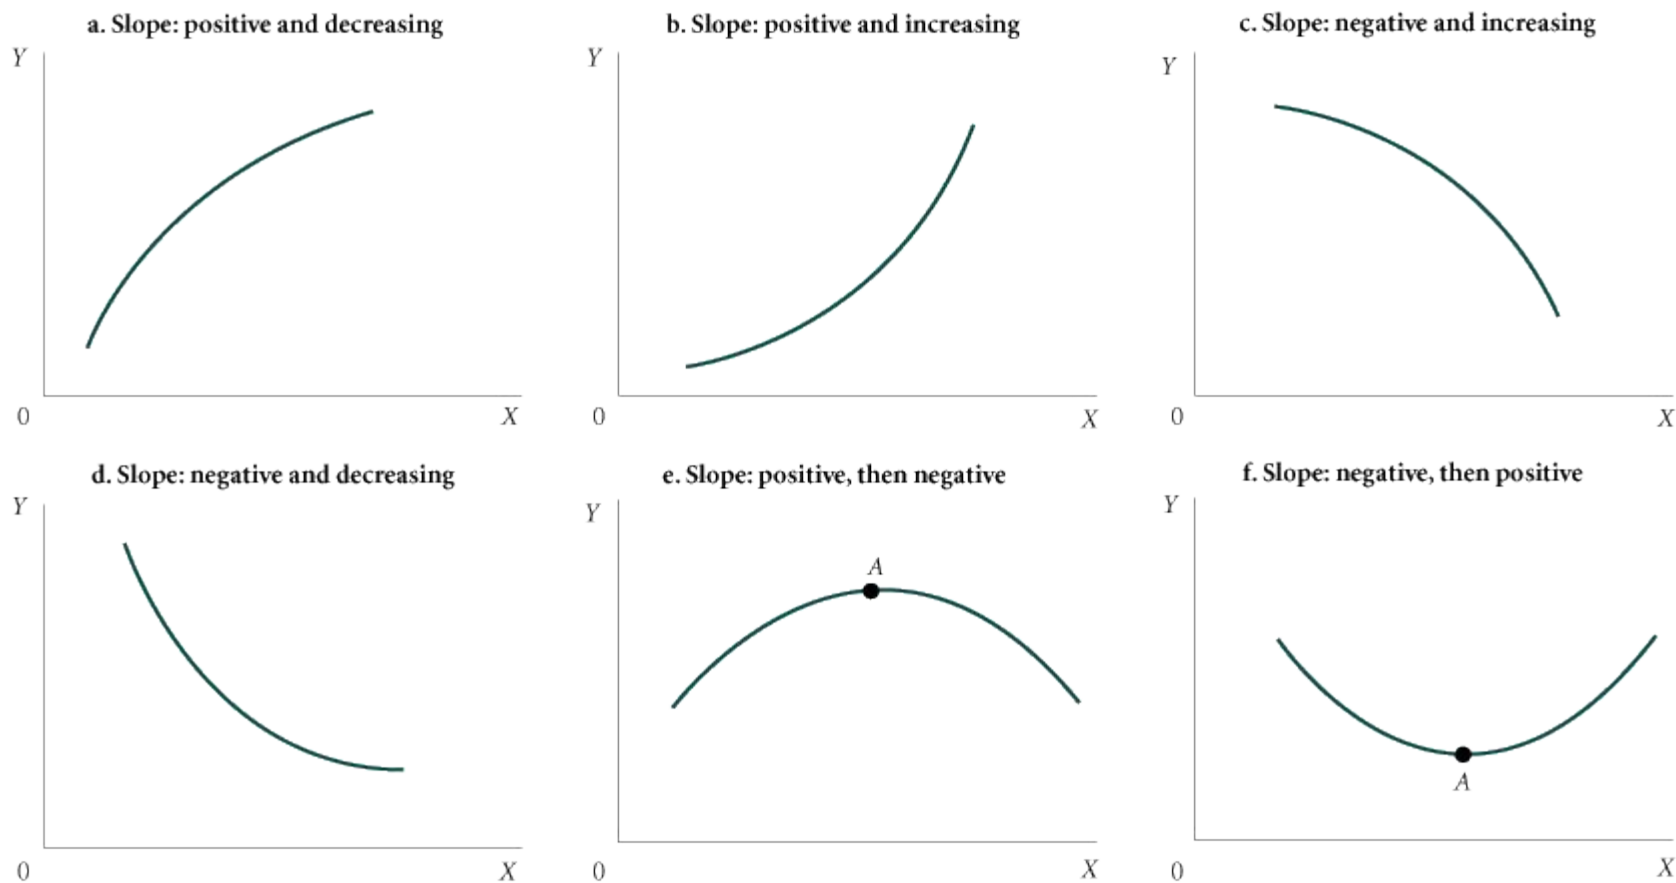 a. Slope: positive and decreasing
Y
0
X
b. Slope: positive and increasing
Y
0
X
c. Slope: negative and increasing
Y
0
X
d. Slope: negative and decreasing
Y
0
X
e. Slope: positive, then negative
Y
A
0
X
f. Slope: negative, then positive
Y
A
0
X